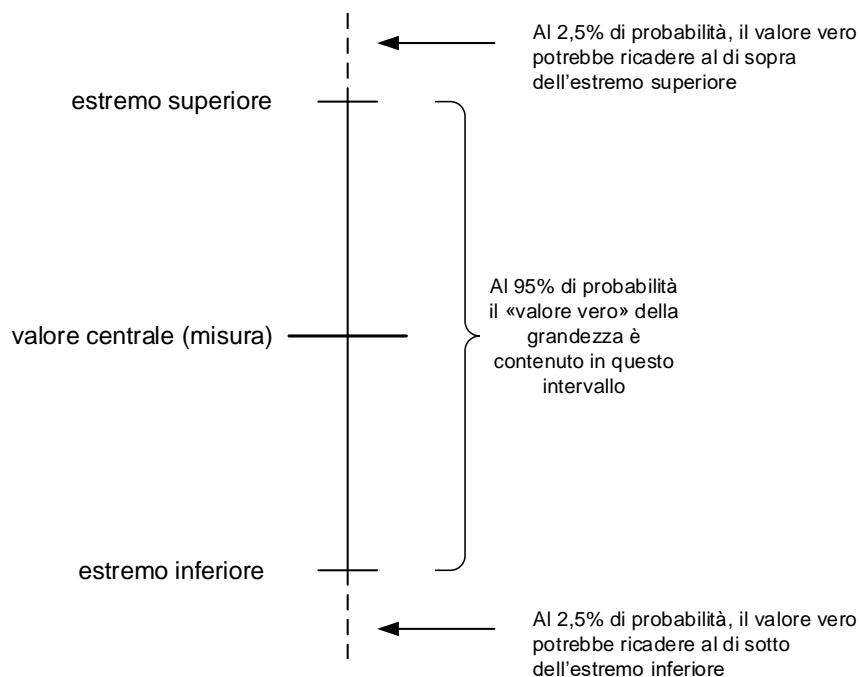 Al 2,5% di probabilità, il valore vero
potrebbe ricadere al di sopra
dell’estremo superiore
estremo superiore
Al 95% di probabilità
il «valore vero» della
grandezza è
contenuto in questo
intervallo
valore centrale (misura)
estremo inferiore
Al 2,5% di probabilità, il valore vero
potrebbe ricadere al di sotto
dell’estremo inferiore